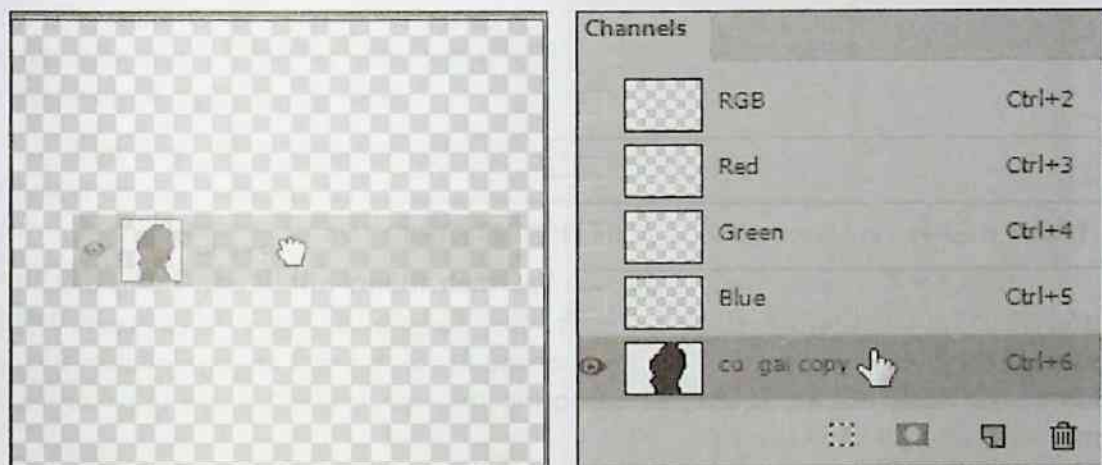 Channels
RGB Ctrl+2
Red Ctrl+3
Green Ctrl+4
Blue Ctrl+5
co gai copy Ctrl+6